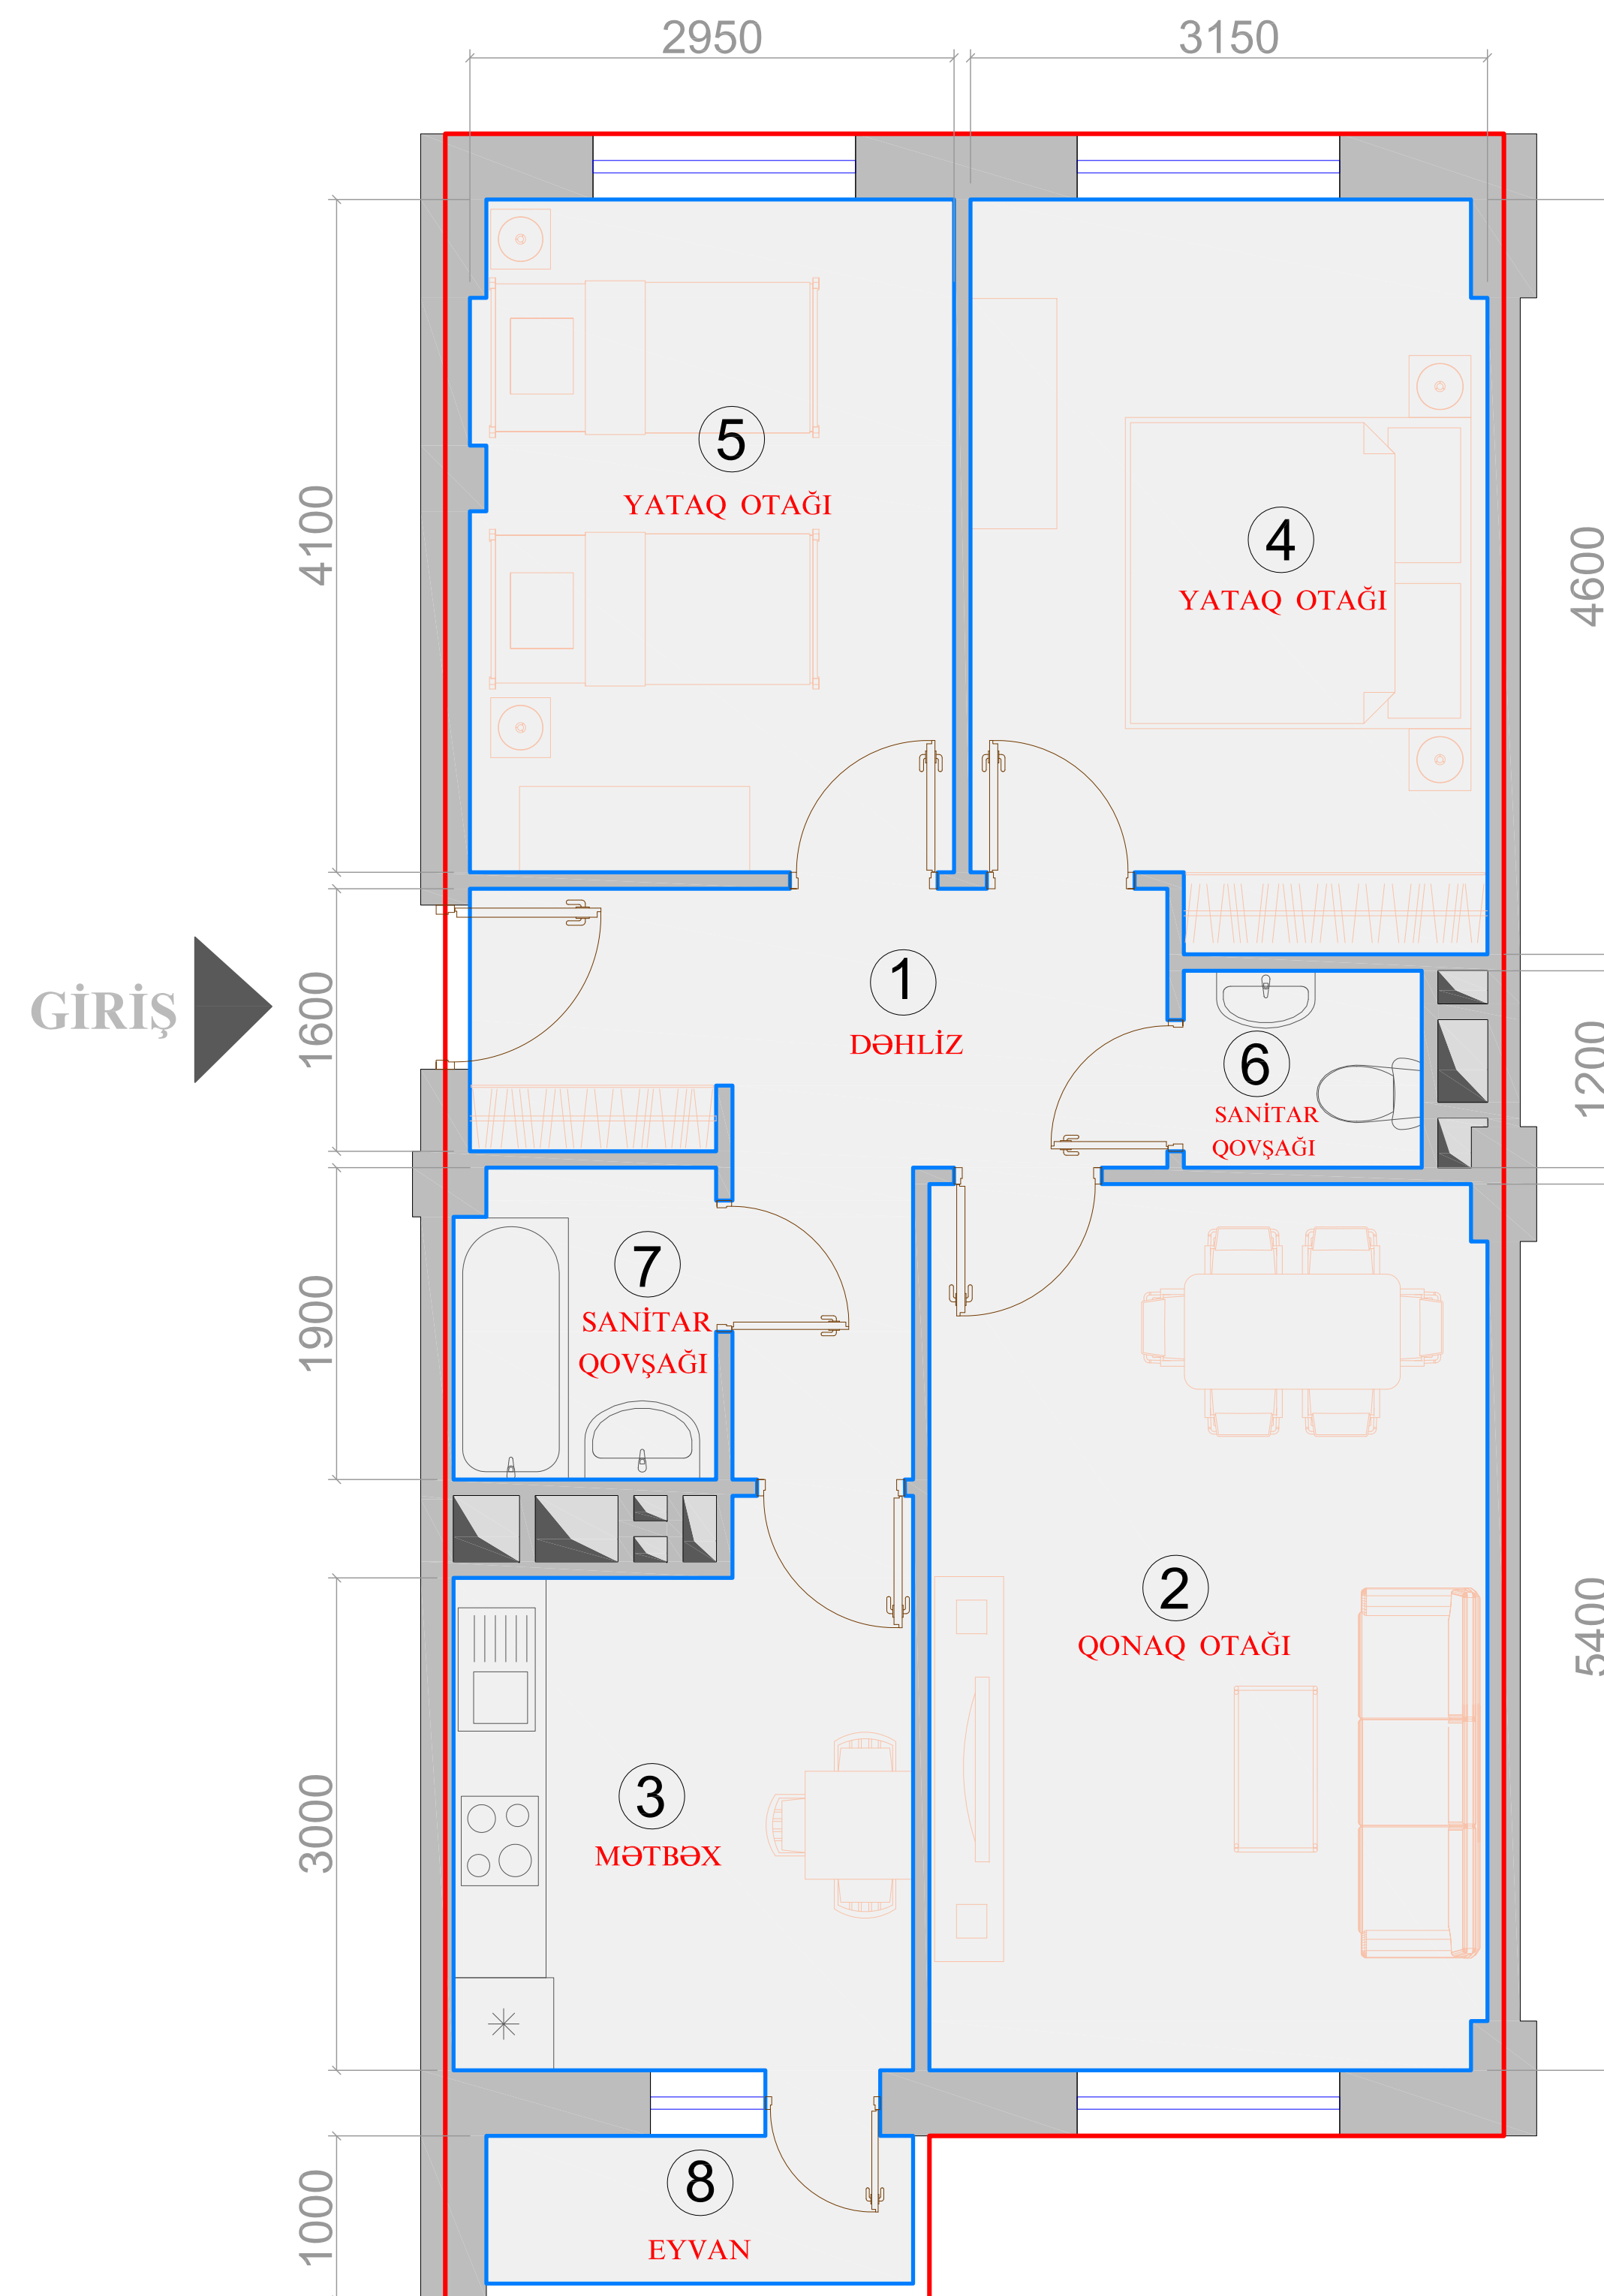 2950
3150
4100
5
YATAQ OTAĞI
4
YATAQ OTAĞI
4600
GİRİŞ
1600
1
DƏHLİZ
6
SANİTAR
QOVŞAĞI
1200
1900
7
SANİTAR
QOVŞAĞI
2
QONAQ OTAĞI
5400
3000
3
MƏTBƏX
1000
8
EYVAN